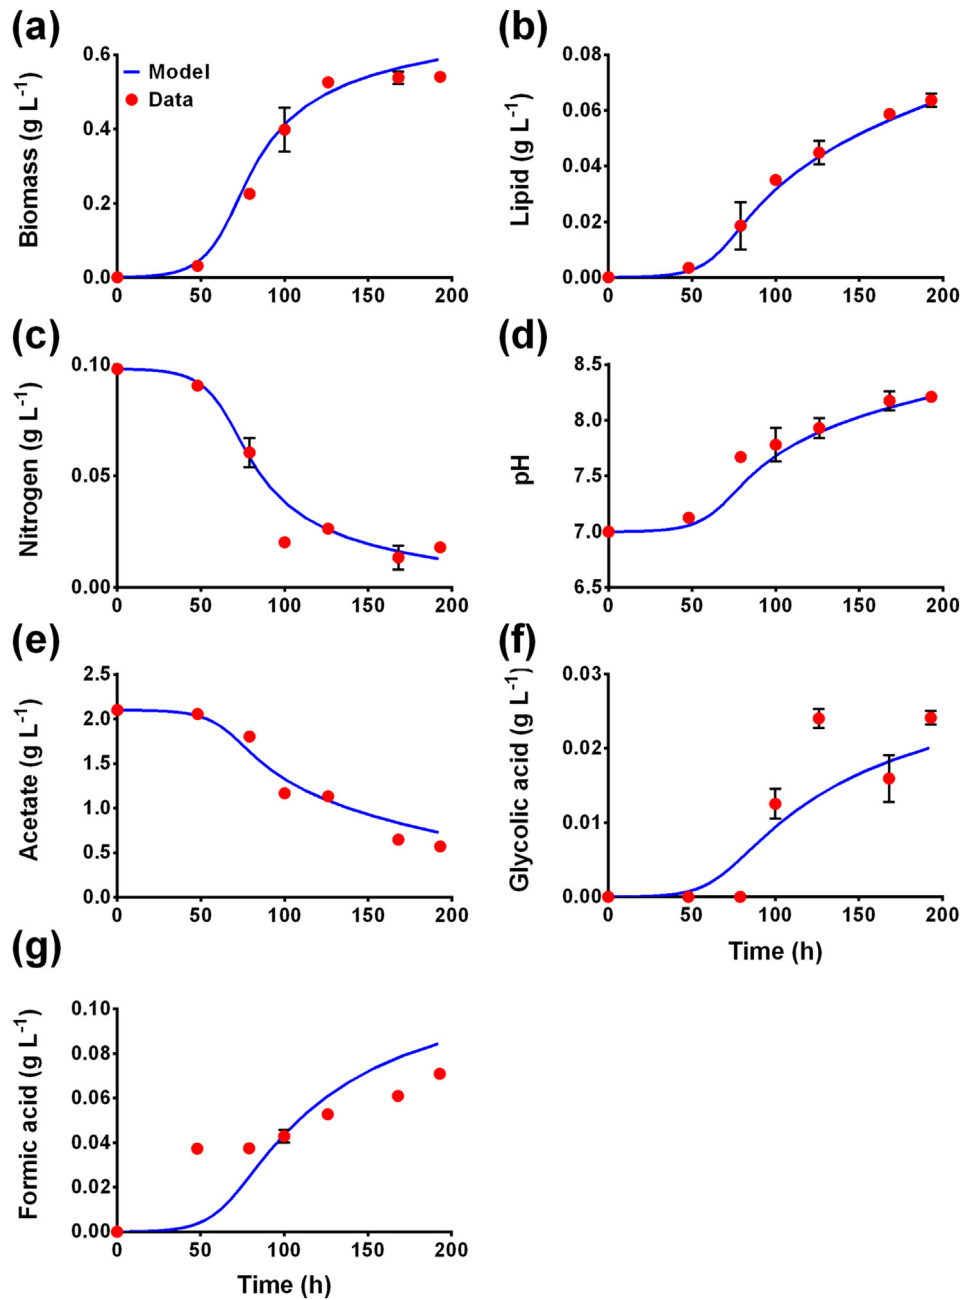 (a)
Biomass (g L⁻¹)
0.6
0.4
0.2
0.0
Model
Data
0 50 100 150 200
(b)
Lipid (g L⁻¹)
0.08
0.06
0.04
0.02
0.00
0 50 100 150 200
(c)
Nitrogen (g L⁻¹)
0.10
0.05
0.00
0 50 100 150 200
(d)
pH
8.5
8.0
7.5
7.0
6.5
0 50 100 150 200
(e)
Acetate (g L⁻¹)
2.5
2.0
1.5
1.0
0.5
0.0
0 50 100 150 200
(f)
Glycolic acid (g L⁻¹)
0.03
0.02
0.01
0.00
0 50 100 150 200
Time (h)
(g)
Formic acid (g L⁻¹)
0.10
0.08
0.06
0.04
0.02
0.00
0 50 100 150 200
Time (h)